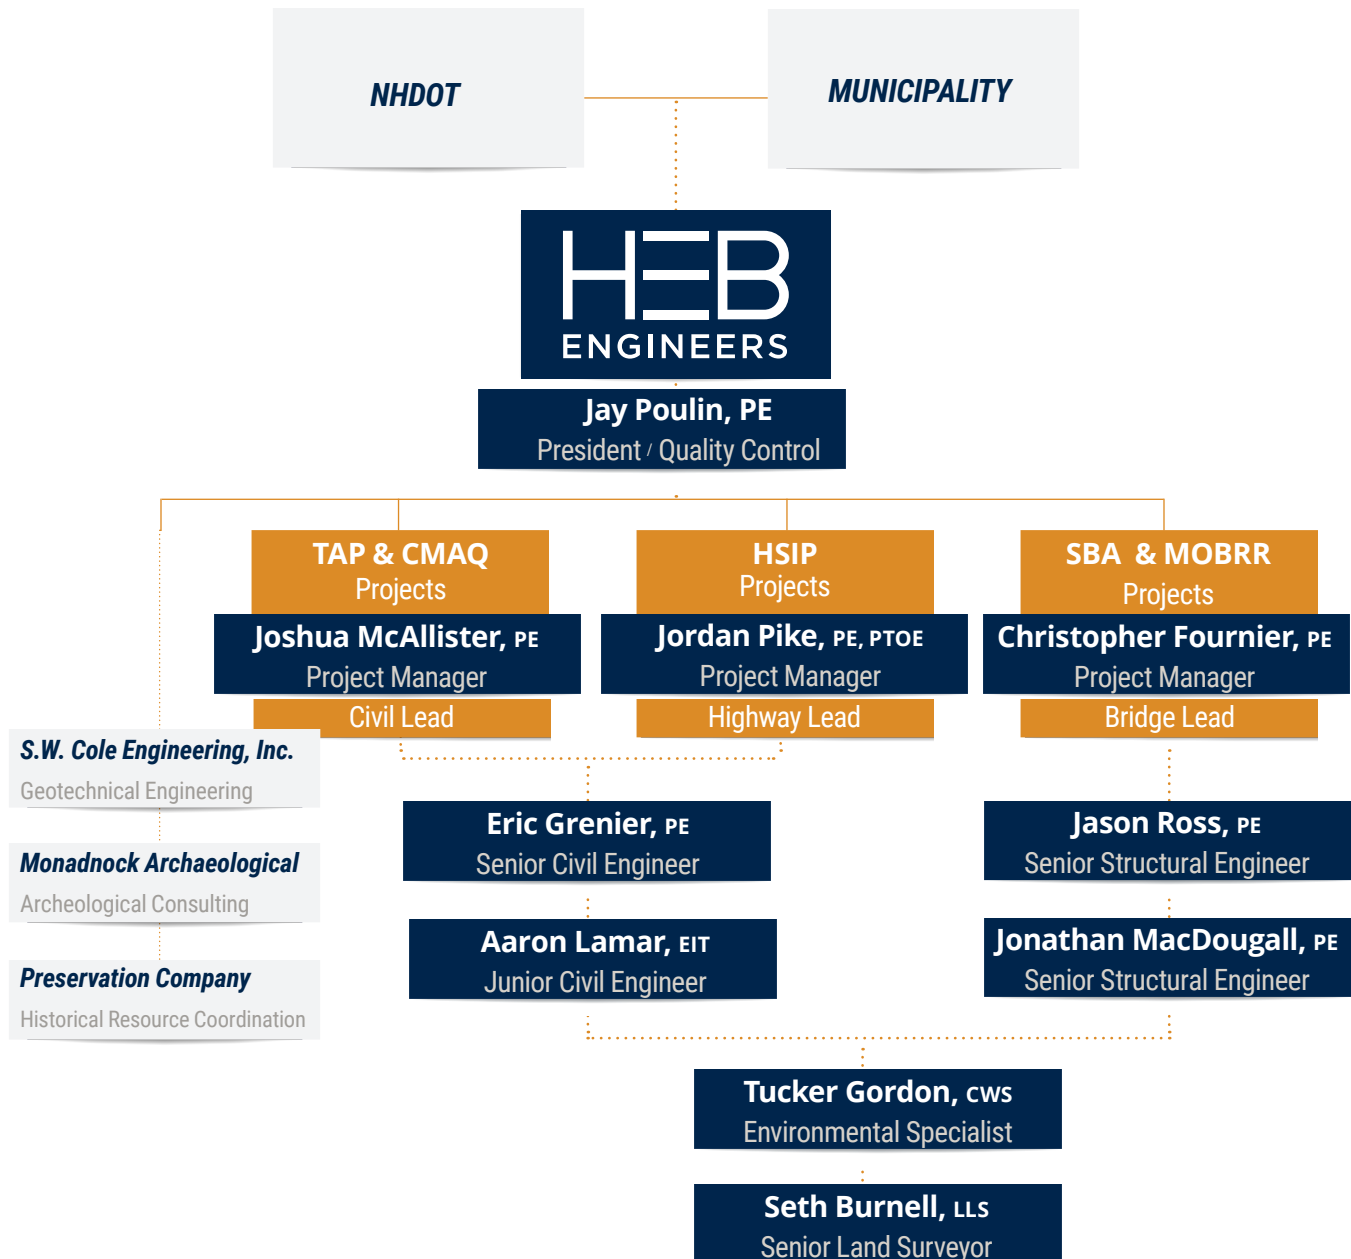 NHDOT
MUNICIPALITY
HEB
ENGINEERS
Jay Poulin, PE
President / Quality Control
TAP & CMAQ
Projects
Joshua McAllister, PE
Project Manager
Civil Lead
HSIP
Projects
Jordan Pike, PE, PTOE
Project Manager
Highway Lead
SBA & MOBRR
Projects
Christopher Fournier, PE
Project Manager
Bridge Lead
S.W. Cole Engineering, Inc.
Geotechnical Engineering
Monadnock Archaeological
Archeological Consulting
Preservation Company
Historical Resource Coordination
Eric Grenier, PE
Senior Civil Engineer
Aaron Lamar, EIT
Junior Civil Engineer
Jason Ross, PE
Senior Structural Engineer
Jonathan MacDougall, PE
Senior Structural Engineer
Tucker Gordon, CWS
Environmental Specialist
Seth Burnell, LLS
Senior Land Surveyor